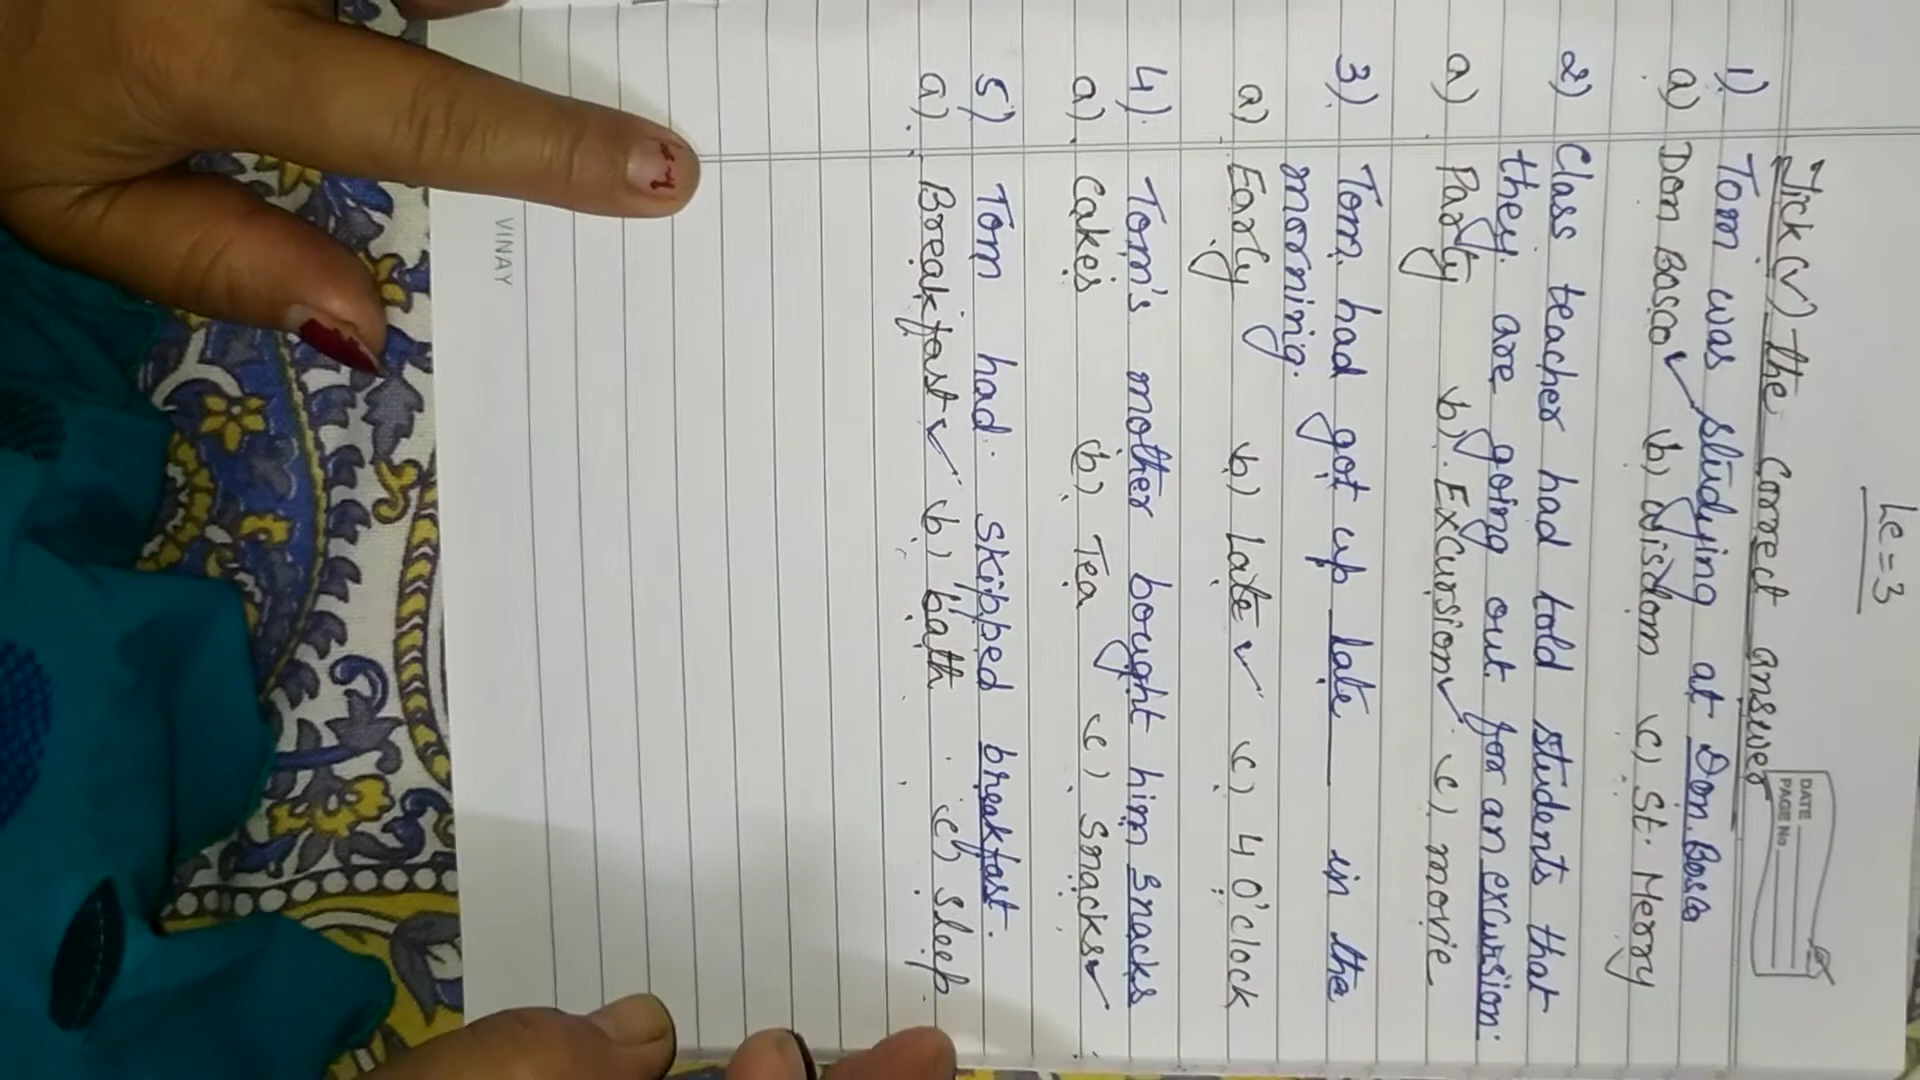 Le=3
DATE
PAGE No.
Tick (✓) the Correct answer
1) Tom was studying at Don.Bosco
a) Don Bosco ✓ b) Wisdom c) St. Merry
2) Class teacher had told students that
they are going out for an excursion.
a) Party b) Excursion ✓ c) movie
3) Tom had got up late in the
morning.
a) Early b) Late ✓ c) 4 O'clock
4) Tom's mother bought him Snacks
a) Cakes b) Tea c) Snacks ✓
5) Tom had skipped breakfast.
a) Breakfast ✓ b) bath c) Sleep.
VINAY